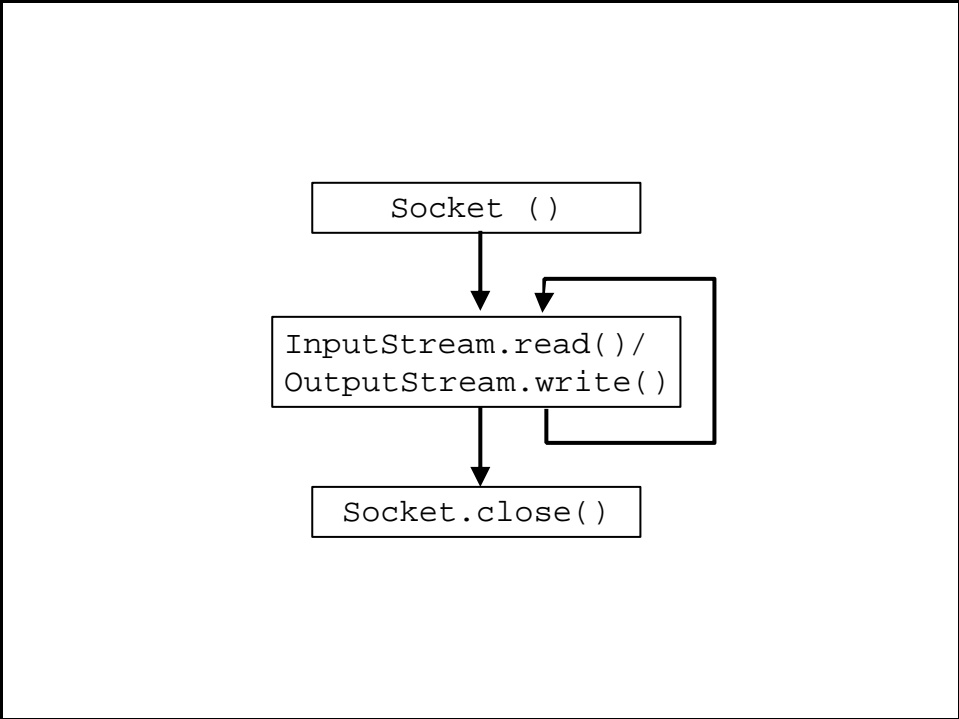 Socket ()
InputStream.read()/
OutputStream.write()
Socket.close()